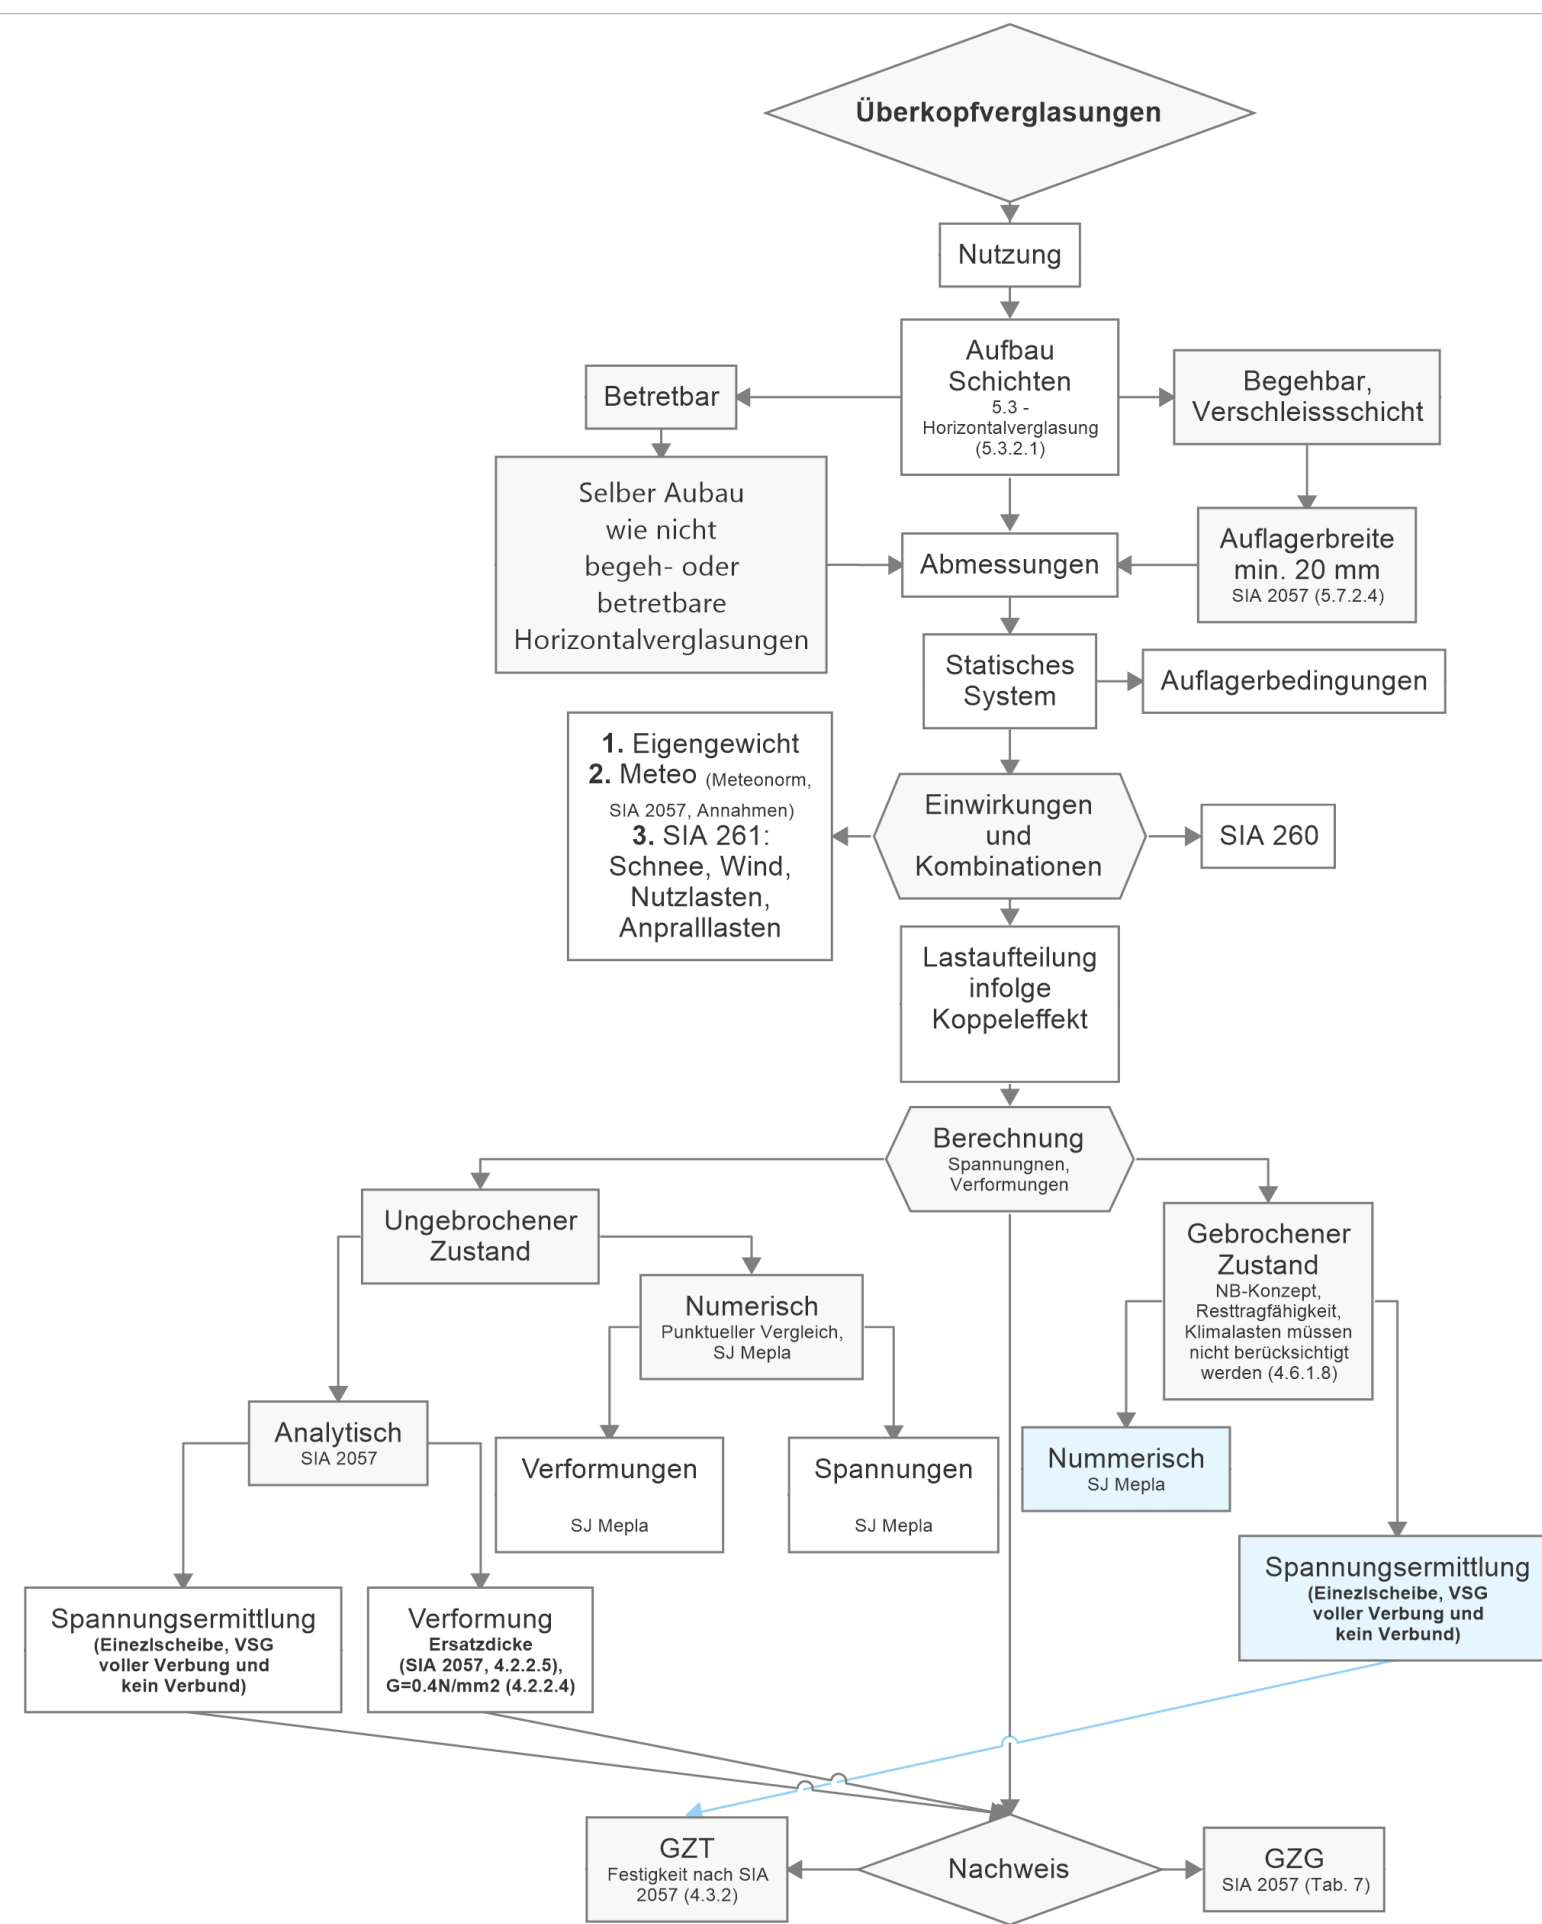 Überkopfverglasungen
Nutzung
Aufbau
Schichten
5.3 -
Horizontalverglasung
(5.3.2.1)
Betretbar
Begehbar,
Verschleissschicht
Selber Aubau
wie nicht
begeh- oder
betretbare
Horizontalverglasungen
Abmessungen
Auflagerbreite
min. 20 mm
SIA 2057 (5.7.2.4)
Statisches
System
Auflagerbedingungen
1. Eigengewicht
2. Meteo (Meteonorm,
SIA 2057, Annahmen)
3. SIA 261:
Schnee, Wind,
Nutzlasten,
Anpralllasten
Einwirkungen
und
Kombinationen
SIA 260
Lastaufteilung
infolge
Koppeleffekt
Berechnung
Spannungnen,
Verformungen
Ungebrochener
Zustand
Gebrochener
Zustand
NB-Konzept,
Resttragfähigkeit,
Klimalasten müssen
nicht berücksichtigt
werden (4.6.1.8)
Numerisch
Punktueller Vergleich,
SJ Mepla
Analytisch
SIA 2057
Verformungen
SJ Mepla
Spannungen
SJ Mepla
Nummerisch
SJ Mepla
Spannungsermittlung
(Einezlscheibe, VSG
voller Verbung und
kein Verbund)
Verformung
Ersatzdicke
(SIA 2057, 4.2.2.5),
G=0.4N/mm2 (4.2.2.4)
Spannungsermittlung
(Einezlscheibe, VSG
voller Verbung und
kein Verbund)
GZT
Festigkeit nach SIA
2057 (4.3.2)
Nachweis
GZG
SIA 2057 (Tab. 7)